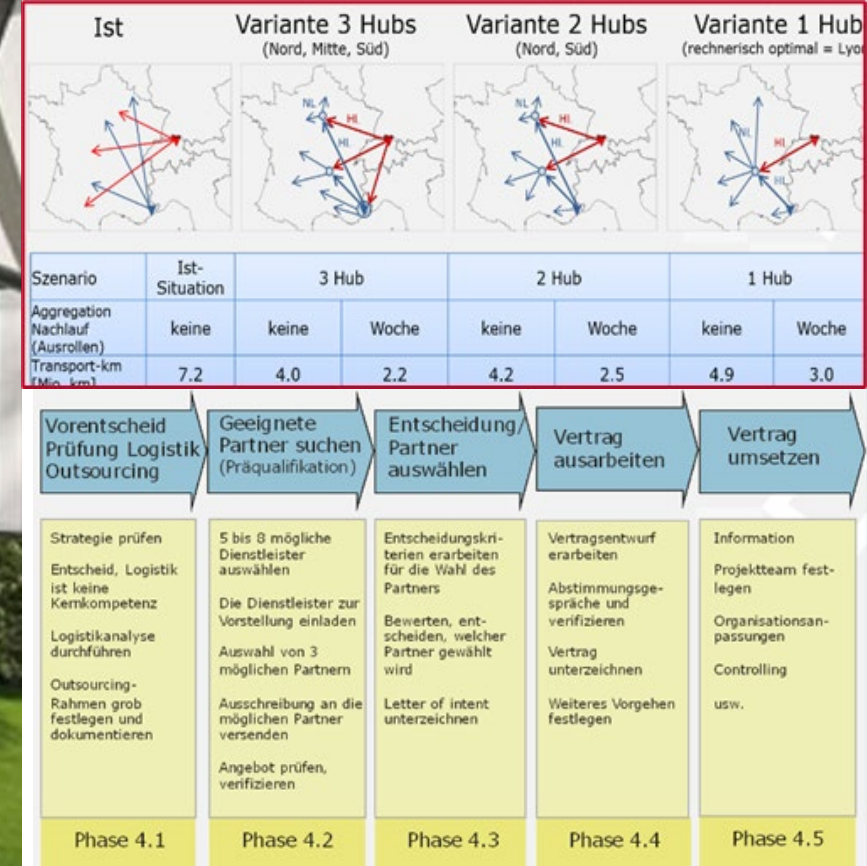 Ist
Variante 3 Hubs
(Nord, Mitte, Süd)
Variante 2 Hubs
(Nord, Süd)
Variante 1 Hub
(rechnerisch optimal = Lyon
NL
HL
HL
NL
HL
HL
NL
HL
HL
Szenario
Ist-
Situation
3 Hub
2 Hub
1 Hub
Aggregation
Nachlauf
(Ausrollen)
keine
keine
Woche
keine
Woche
keine
Woche
Transport-km
[Mio. km]
7.2
4.0
2.2
4.2
2.5
4.9
3.0
Vorentscheid
Prüfung Logistik
Outsourcing
Geeignete
Partner suchen
(Präqualifikation)
Entscheidung/
Partner
auswählen
Vertrag
ausarbeiten
Vertrag
umsetzen
Strategie prüfen
Entscheid, Logistik
ist keine
Kernkompetenz
Logistikanalyse
durchführen
Outsourcing-
Rahmen grob
festlegen und
dokumentieren
5 bis 8 mögliche
Dienstleister
auswählen
Die Dienstleister zur
Vorstellung einladen
Auswahl von 3
möglichen Partnern
Ausschreibung an die
möglichen Partner
versenden
Angebot prüfen,
verifizieren
Entscheidungskri-
terien erarbeiten
für die Wahl des
Partners
Bewerten, ent-
scheiden, welcher
Partner gewählt
wird
Letter of intent
unterzeichnen
Vertragsentwurf
erarbeiten
Abstimmungsge-
spräche und
verifizieren
Vertrag
unterzeichnen
Weiteres Vorgehen
festlegen
Information
Projektteam fest-
legen
Organisationsan-
passungen
Controlling
usw.
Phase 4.1
Phase 4.2
Phase 4.3
Phase 4.4
Phase 4.5